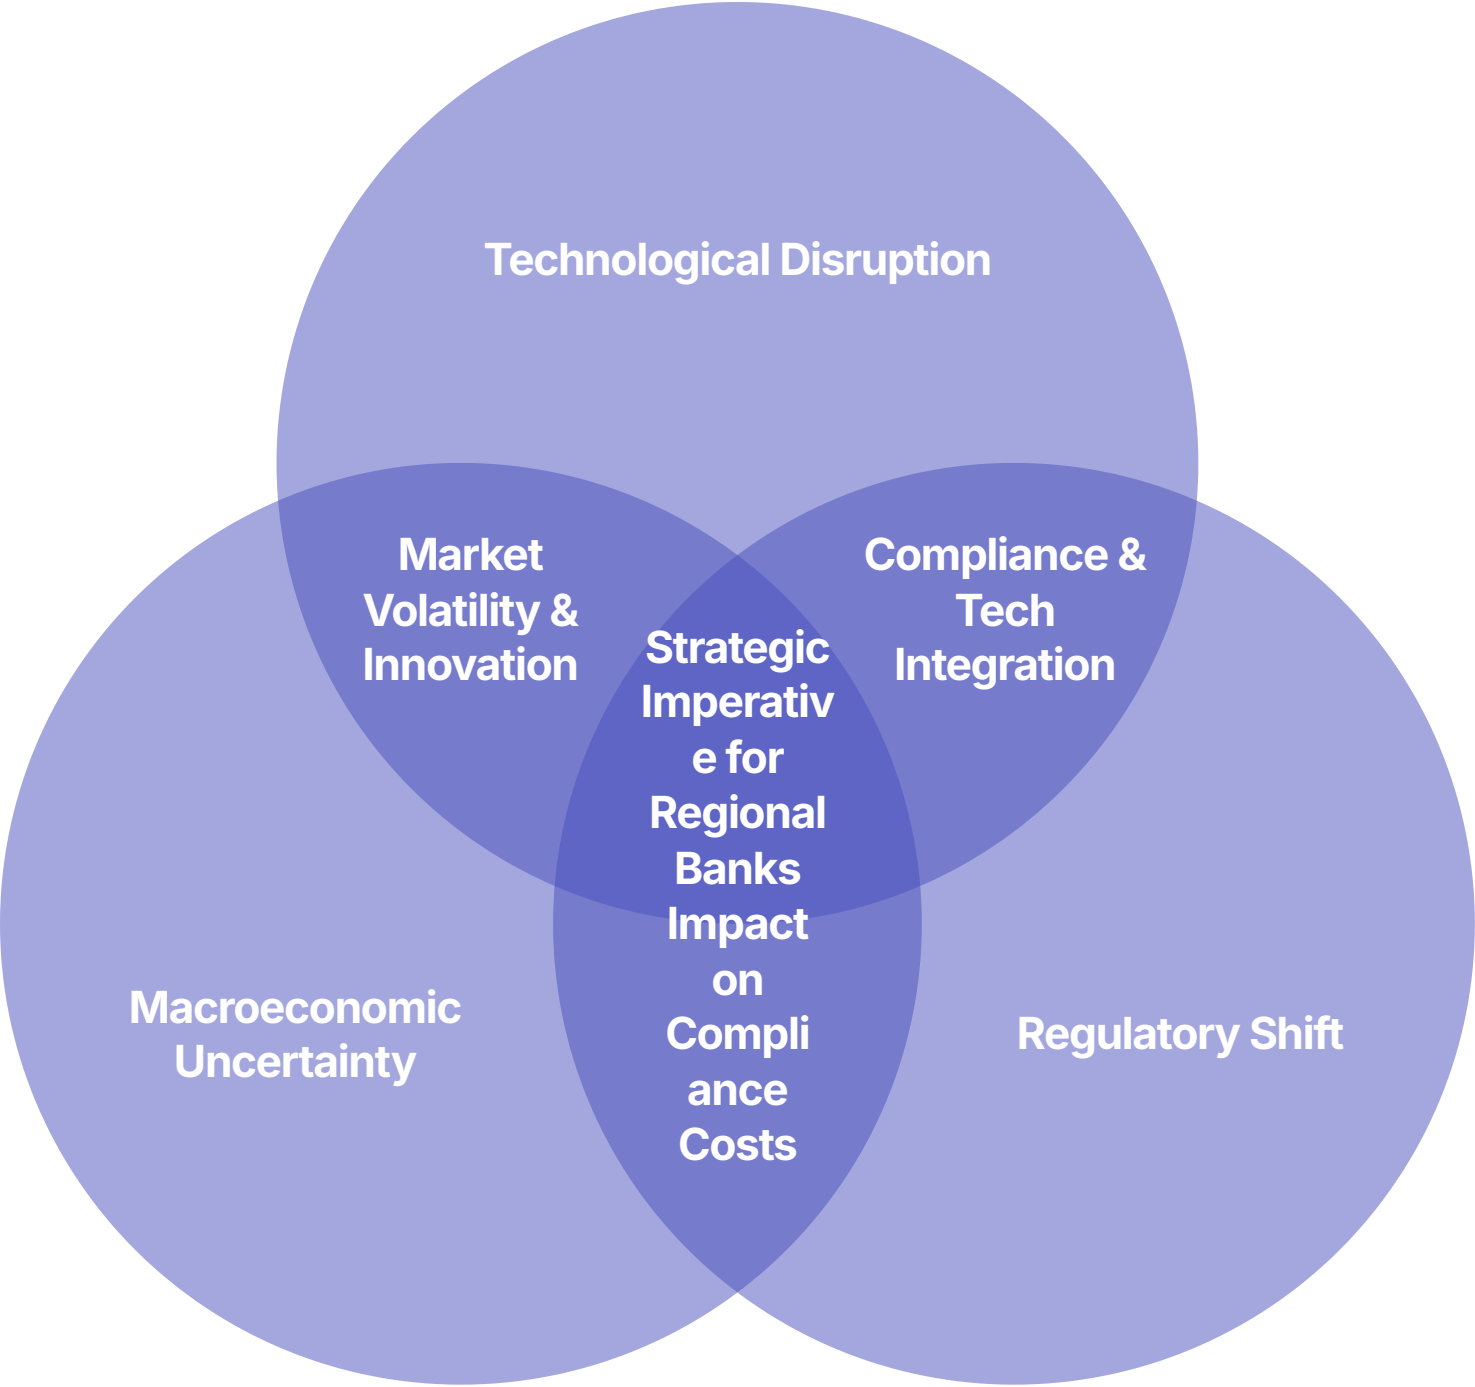 Technological Disruption
Market
Volatility &
Innovation
Compliance &
Tech
Integration
Strategic
Imperativ
e for
Regional
Banks
Impact
on
Compli
ance
Costs
Macroeconomic
Uncertainty
Regulatory Shift